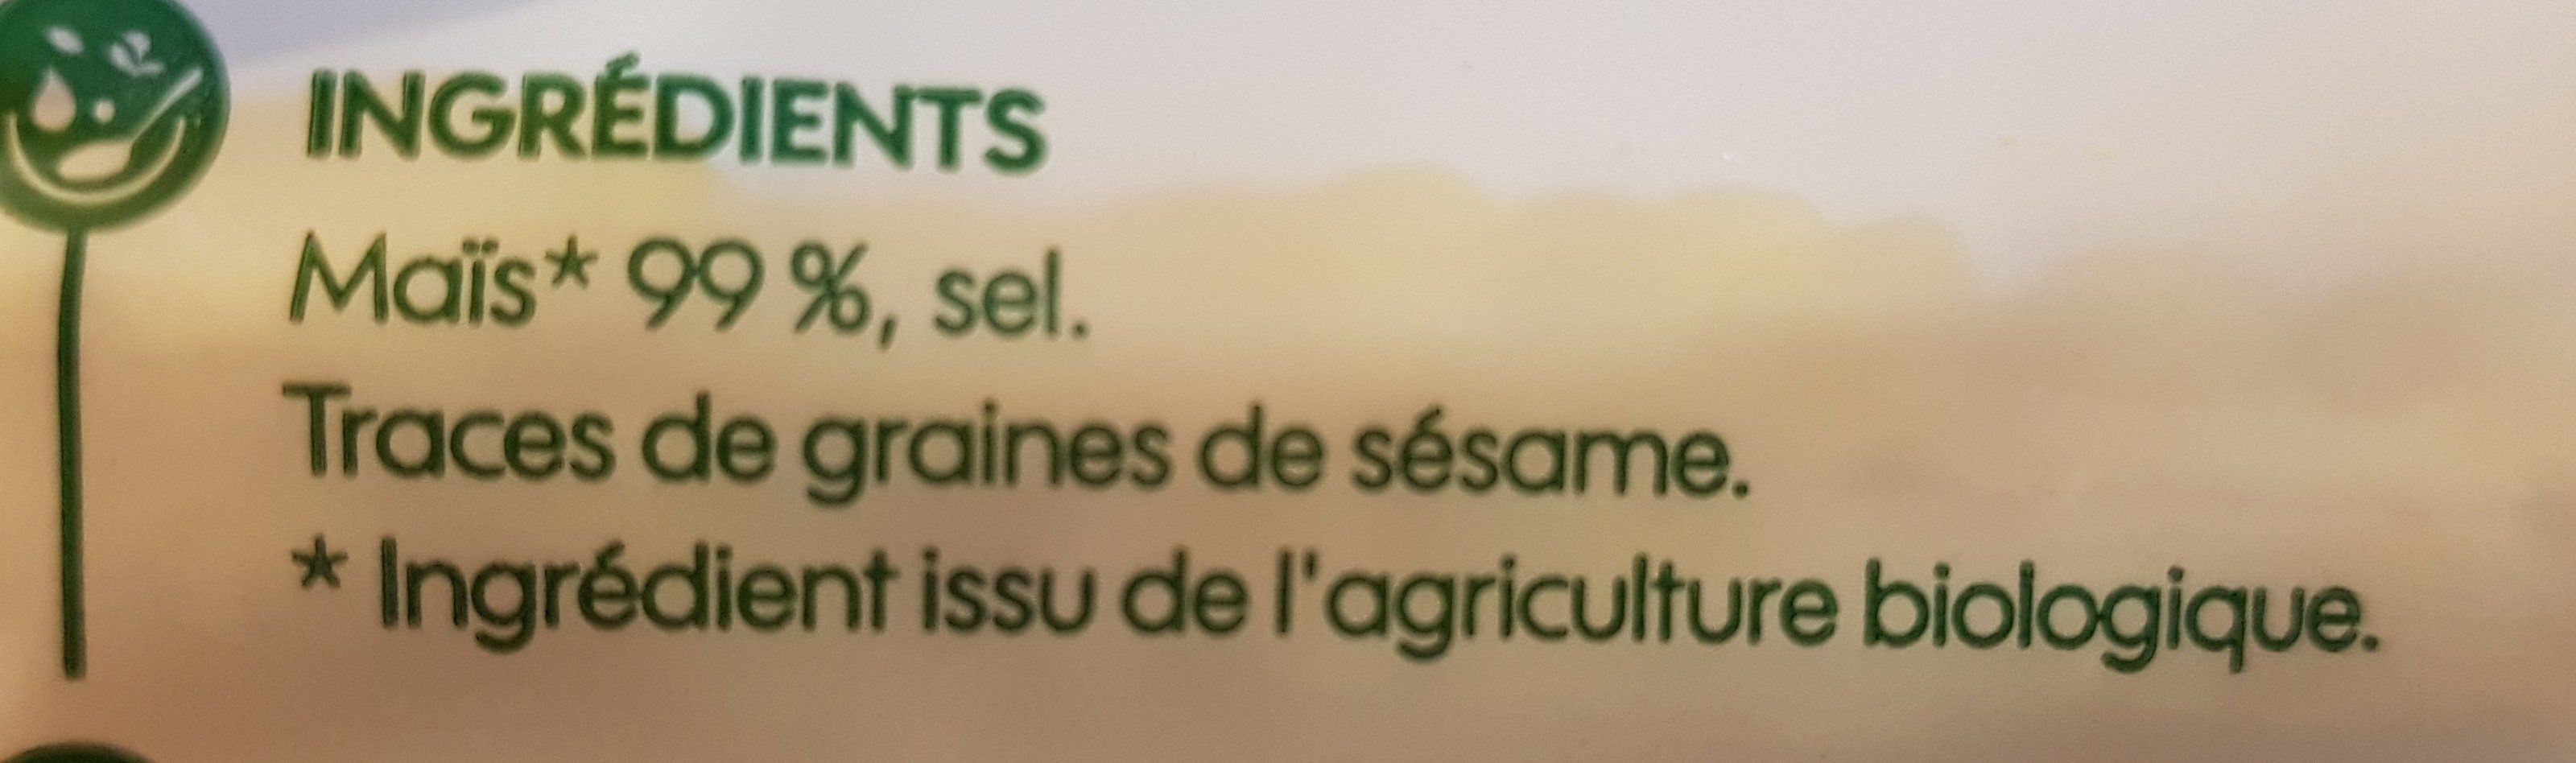 INGRÉDIENTS
Maïs* 99 %, sel.
Traces de graines de sésame.
* Ingrédient issu de l'agriculture biologique.